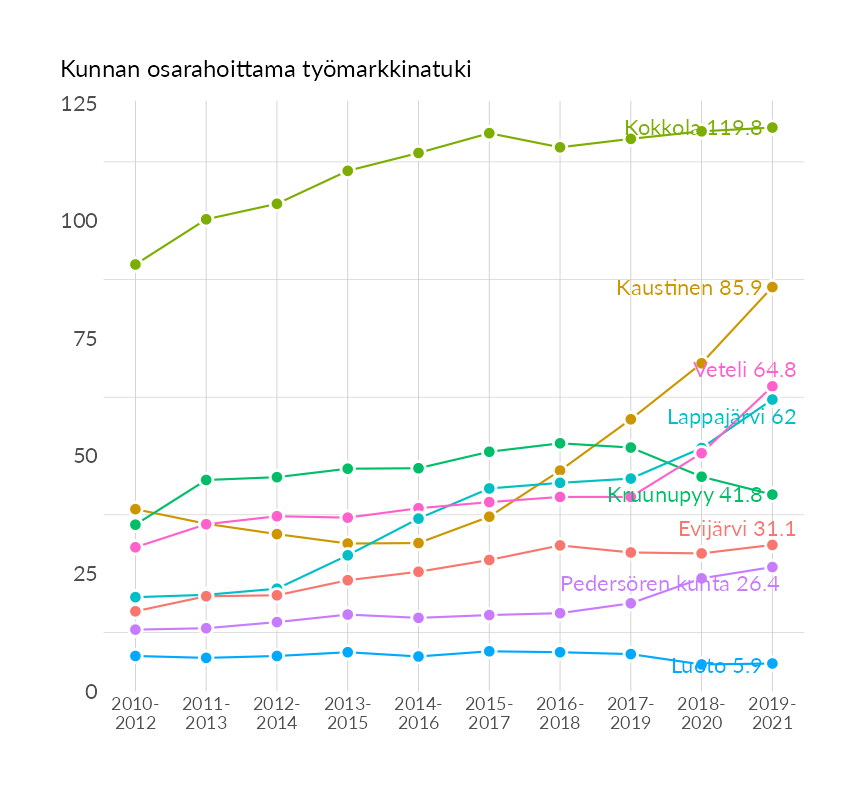 Kunnan osarahoittama työmarkkinatuki
125
100
75
50
25
0
Kokkola 119.8
Kaustinen 85.9
Veteli 64.8
Lappajärvi 62
Kruunupyy 41.8
Evijärvi 31.1
Pedersören kunta 26.4
Luoto 5.9
2010- 2011- 2012- 2013- 2014- 2015- 2016- 2017- 2018- 2019-
2012 2013 2014 2015 2016 2017 2018 2019 2020 2021